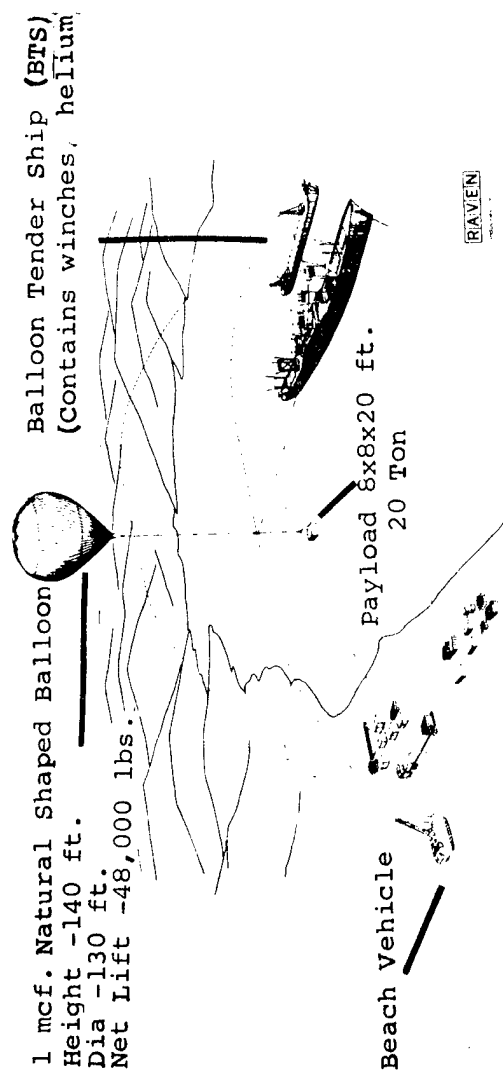 1 mcf. Natural Shaped Balloon
Height -140 ft.
Dia -130 ft.
Net Lift -48,000 lbs.
Balloon Tender Ship (BTS)
(Contains winches, helium
Payload 8x8x20 ft.
20 Ton
Beach Vehicle
RAVEN